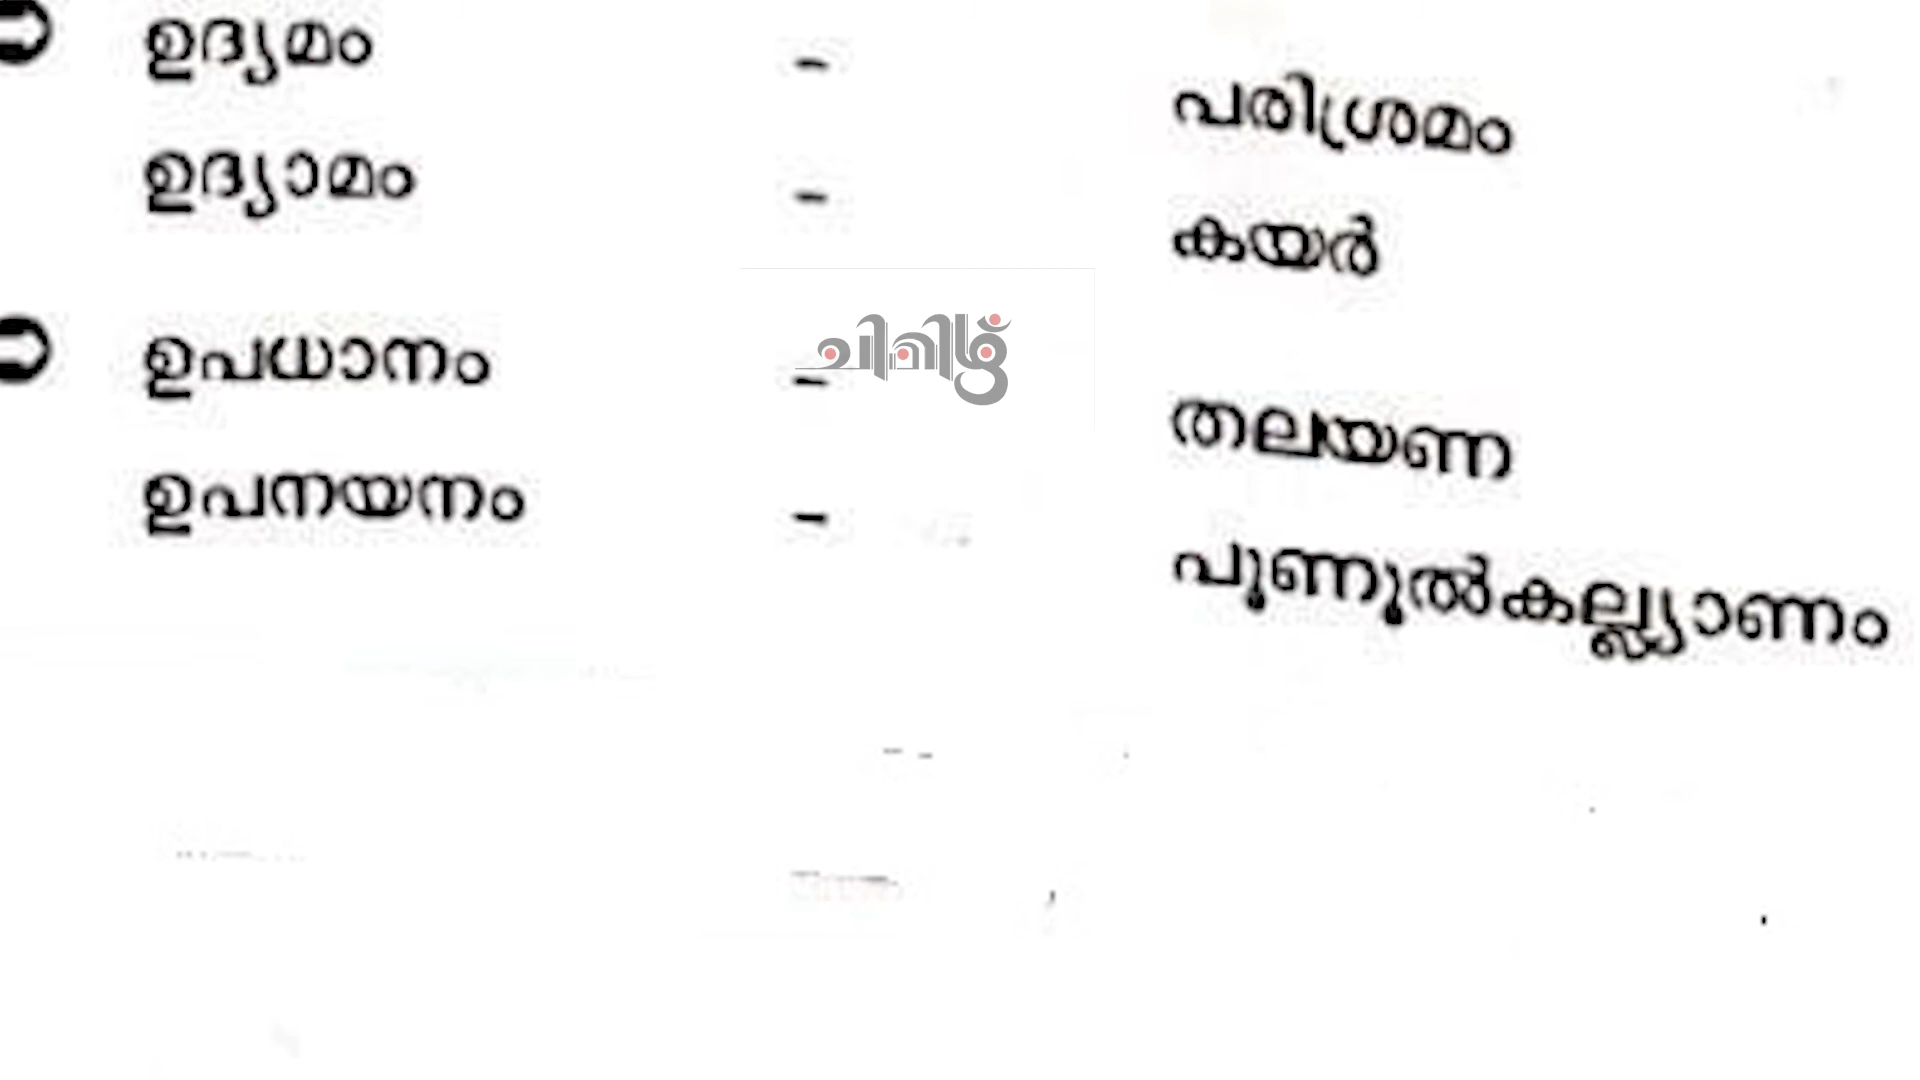 ഉദ്യമം - പരിശ്രമം
ഉദ്യാമം - കയർ
ഉപധാനം - തലയണ
ഉപനയനം - പൂണൂൽകല്ല്യാണം